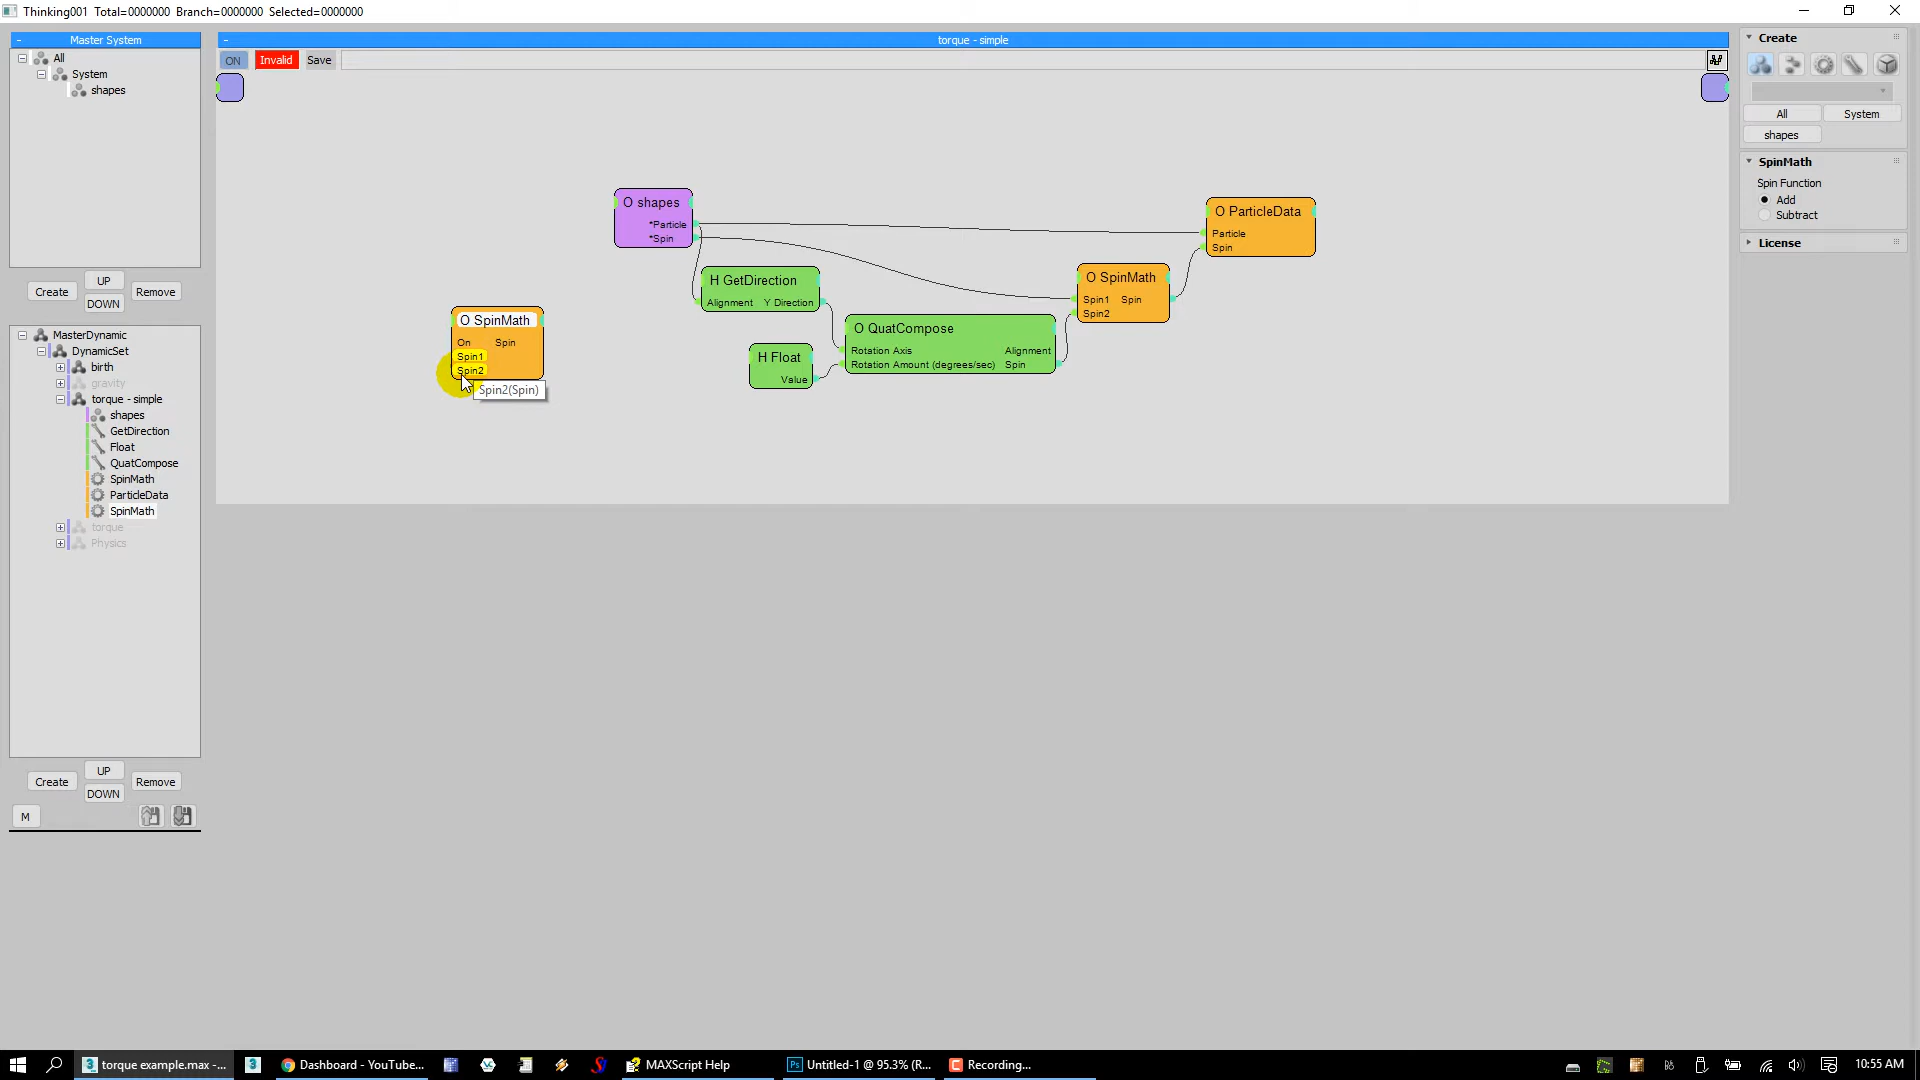 Thinking001 Total=0000000 Branch=0000000 Selected=0000000
- Master System
All
System
shapes
Create
UP
DOWN
Remove
MasterDynamic
DynamicSet
birth
gravity
torque - simple
shapes
GetDirection
Float
QuatCompose
SpinMath
ParticleData
SpinMath
torque
Physics
Create
UP
DOWN
Remove
M
- torque - simple
ON Invalid Save
O shapes
*Particle
*Spin
O ParticleData
Particle
Spin
H GetDirection
Alignment Y Direction
O SpinMath
Spin1 Spin
Spin2
O SpinMath
On Spin
Spin1
Spin2
Spin2(Spin)
O QuatCompose
Rotation Axis Alignment
Rotation Amount (degrees/sec) Spin
H Float
Value
Create
All System
shapes
SpinMath
Spin Function
Add
Subtract
License
torque example.max -...
Dashboard - YouTube...
MAXScript Help
Ps Untitled-1 @ 95.3% (R...
Recording...
10:55 AM